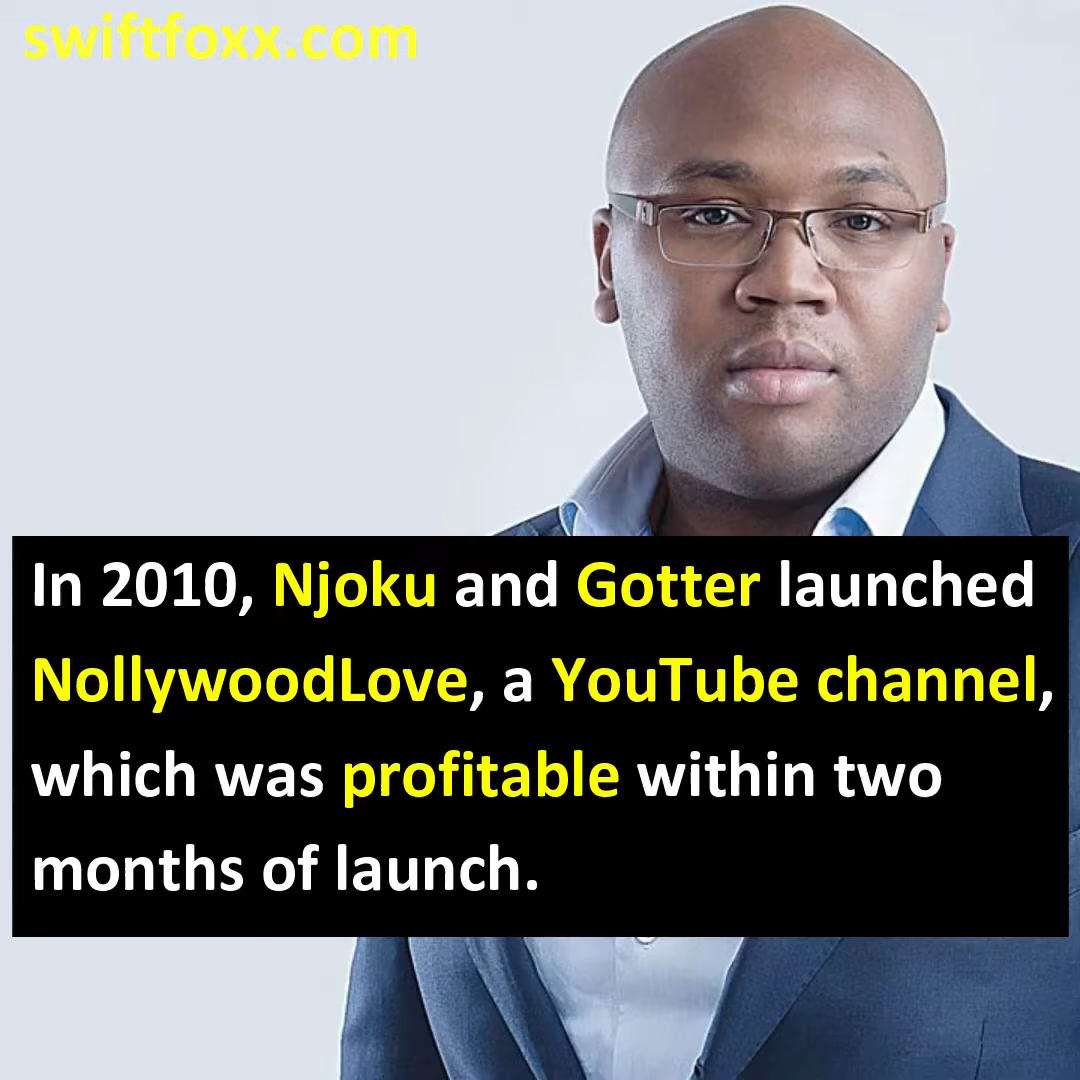 swiftfoxx.com
In 2010, Njoku and Gotter launched
NollywoodLove, a YouTube channel,
which was profitable within two
months of launch.